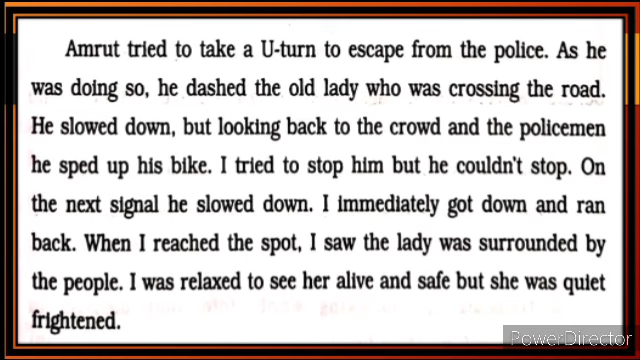 Amrut tried to take a U-turn to escape from the police. As he
was doing so, he dashed the old lady who was crossing the road.
He slowed down, but looking back to the crowd and the policemen
he sped up his bike. I tried to stop him but he couldn't stop. On
the next signal he slowed down. I immediately got down and ran
back. When I reached the spot, I saw the lady was surrounded by
the people. I was relaxed to see her alive and safe but she was quiet
frightened.
PowerDirector